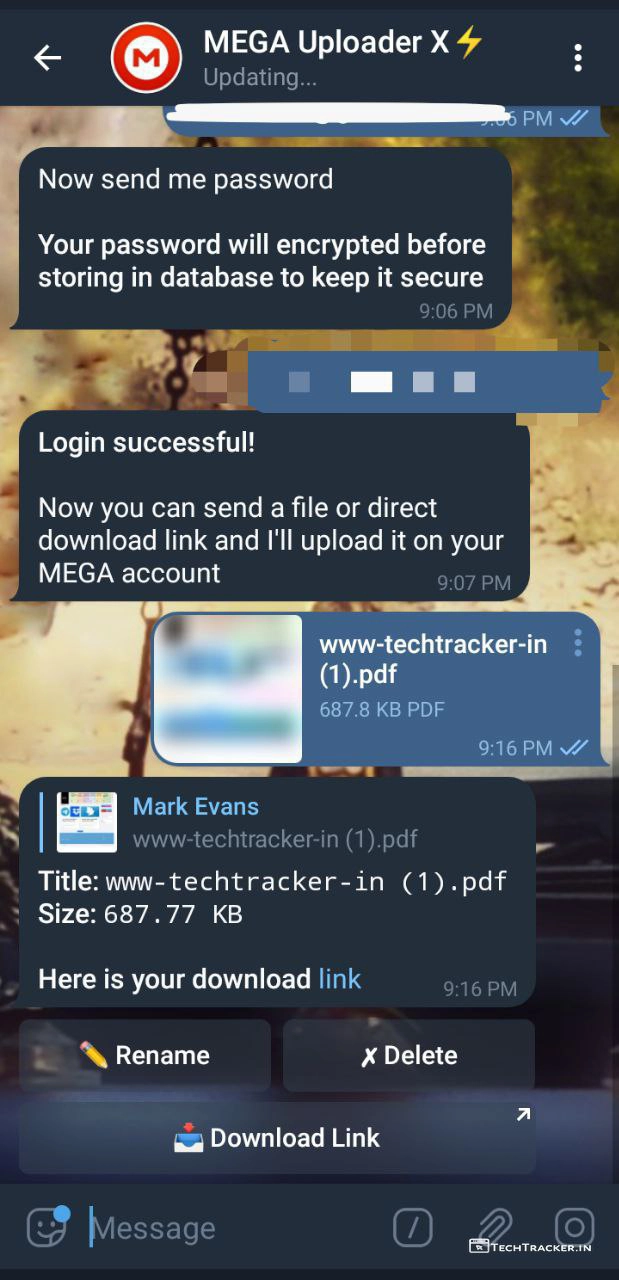 MEGA Uploader X⚡
Updating...
9:06 PM
Now send me password
Your password will encrypted before
storing in database to keep it secure
9:06 PM
Login successful!
Now you can send a file or direct
download link and I'll upload it on your
MEGA account
9:07 PM
www-techtracker-in
(1).pdf
687.8 KB PDF
9:16 PM
Mark Evans
www-techtracker-in (1).pdf
Title: www-techtracker-in (1).pdf
Size: 687.77 KB
Here is your download link
9:16 PM
✏️ Rename
✗ Delete
📥 Download Link
Message
TECHTRACKER.IN